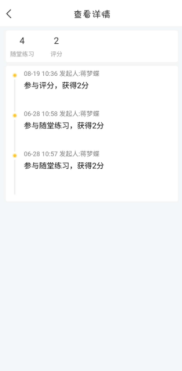 查看详情
4 2
随堂练习 评分
08-19 10:36 发起人:蒋梦蝶
参与评分，获得2分
06-28 10:58 发起人:蒋梦蝶
参与随堂练习，获得2分
06-28 10:57 发起人:蒋梦蝶
参与随堂练习，获得2分